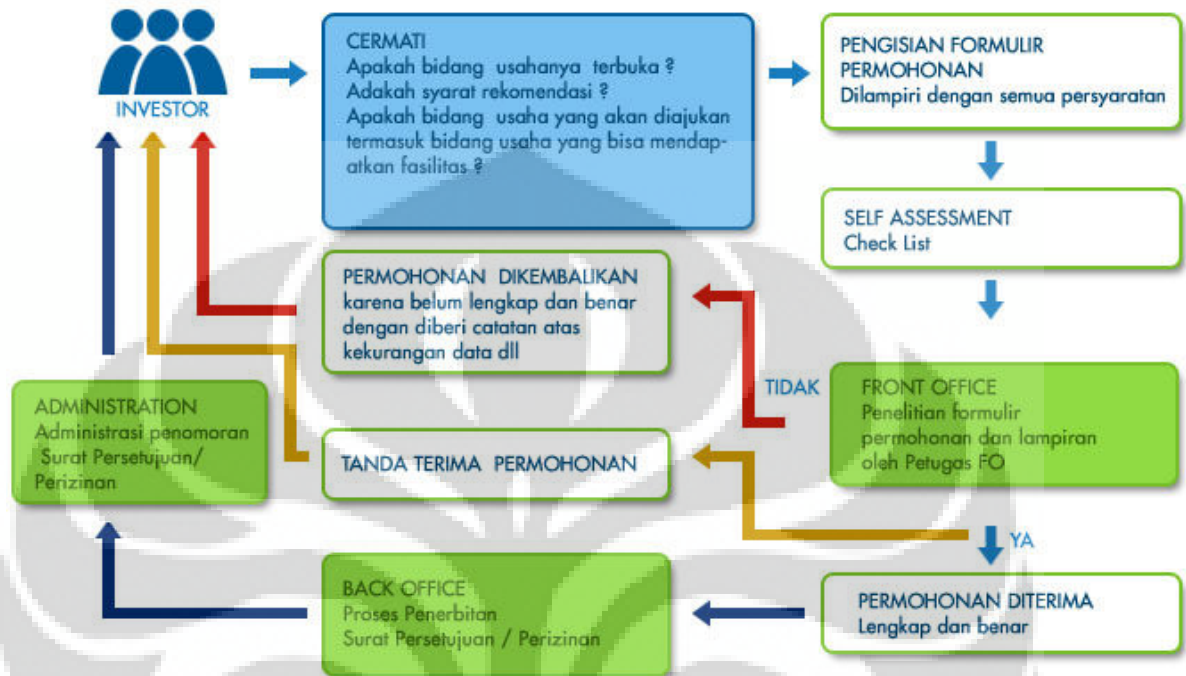 INVESTOR
CERMATI
Apakah bidang usahanya terbuka ?
Adakah syarat rekomendasi ?
Apakah bidang usaha yang akan diajukan
termasuk bidang usaha yang bisa mendap-
atkan fasilitas ?
PENGISIAN FORMULIR
PERMOHONAN
Dilampiri dengan semua persyaratan
SELF ASSESSMENT
Check List
PERMOHONAN DIKEMBALIKAN
karena belum lengkap dan benar
dengan diberi catatan atas
kekurangan data dll
TIDAK
FRONT OFFICE
Penelitian formulir
permohonan dan lampiran
oleh Petugas FO
ADMINISTRATION
Administrasi penomoran
Surat Persetujuan/
Perizinan
TANDA TERIMA PERMOHONAN
YA
BACK OFFICE
Proses Penerbitan
Surat Persetujuan / Perizinan
PERMOHONAN DITERIMA
Lengkap dan benar